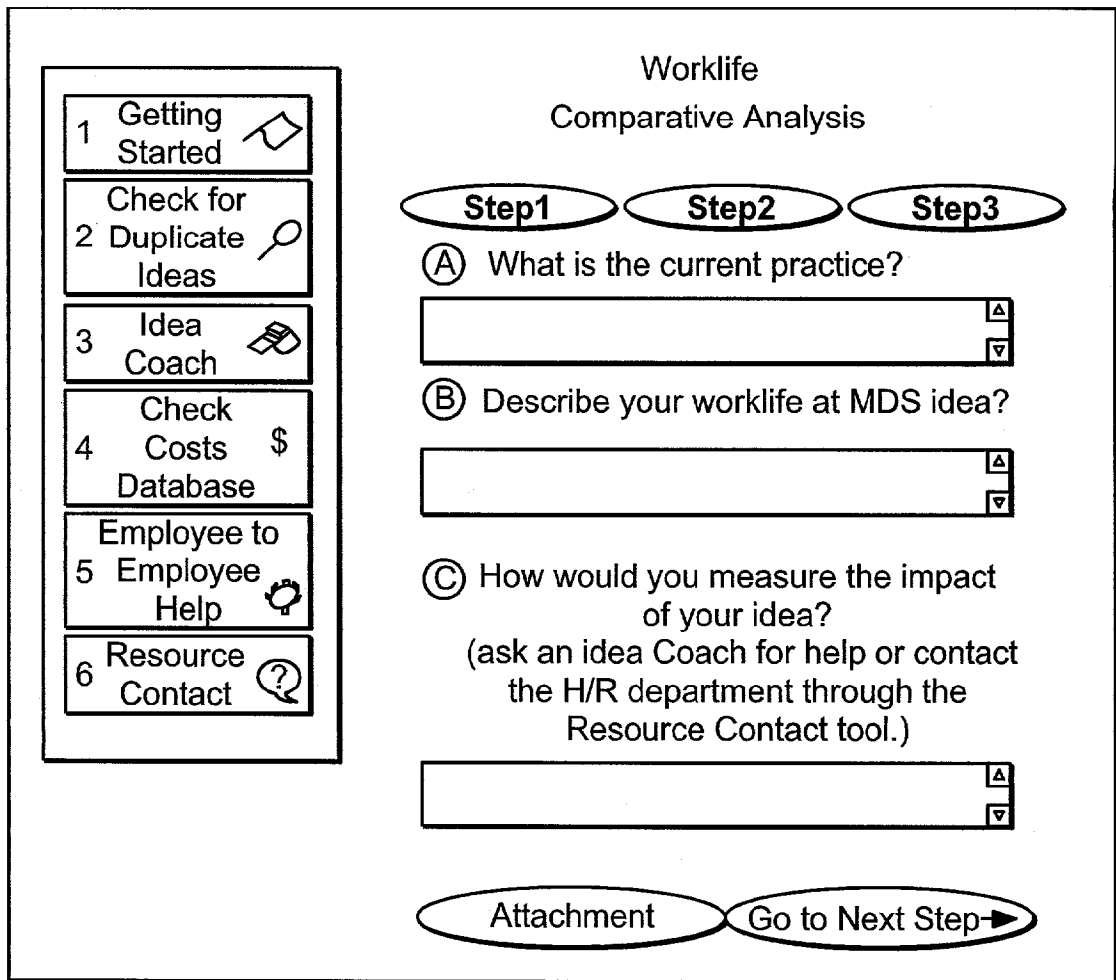 1 Getting
Started
Check for
2 Duplicate
Ideas
3 Idea
Coach
Check
4 Costs $
Database
Employee to
5 Employee
Help
6 Resource ?
Contact
Worklife
Comparative Analysis
Step1 Step2 Step3
A What is the current practice?
B Describe your worklife at MDS idea?
C How would you measure the impact
of your idea?
(ask an idea Coach for help or contact
the H/R department through the
Resource Contact tool.)
Attachment Go to Next Step